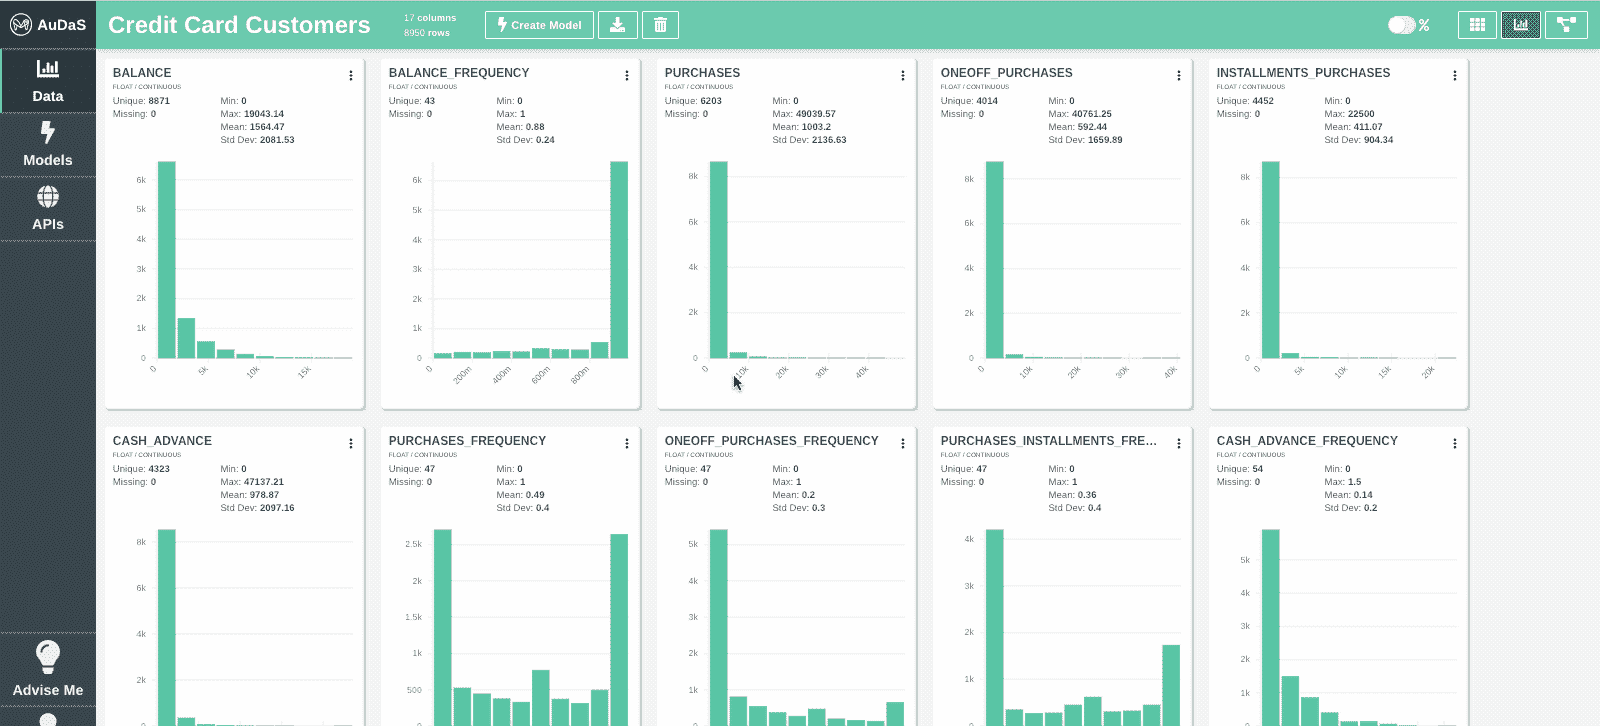 AuDaS
Credit Card Customers
17 columns
8950 rows
Create Model
%
Data
Models
APIs
Advise Me
BALANCE
FLOAT / CONTINUOUS
Unique: 8871
Missing: 0
Min: 0
Max: 19043.14
Mean: 1564.47
Std Dev: 2081.53
6k
5k
4k
3k
2k
1k
0
0 5k 10k 15k
BALANCE_FREQUENCY
FLOAT / CONTINUOUS
Unique: 43
Missing: 0
Min: 0
Max: 1
Mean: 0.88
Std Dev: 0.24
6k
5k
4k
3k
2k
1k
0
0 200m 400m 600m 800m
PURCHASES
FLOAT / CONTINUOUS
Unique: 6203
Missing: 0
Min: 0
Max: 49039.57
Mean: 1003.2
Std Dev: 2136.63
8k
6k
4k
2k
0
0 10k 20k 30k 40k
ONEOFF_PURCHASES
FLOAT / CONTINUOUS
Unique: 4014
Missing: 0
Min: 0
Max: 40761.25
Mean: 592.44
Std Dev: 1659.89
8k
6k
4k
2k
0
0 10k 20k 30k 40k
INSTALLMENTS_PURCHASES
FLOAT / CONTINUOUS
Unique: 4452
Missing: 0
Min: 0
Max: 22500
Mean: 411.07
Std Dev: 904.34
8k
6k
4k
2k
0
0 5k 10k 15k 20k
CASH_ADVANCE
FLOAT / CONTINUOUS
Unique: 4323
Missing: 0
Min: 0
Max: 47137.21
Mean: 978.87
Std Dev: 2097.16
8k
6k
4k
2k
0
PURCHASES_FREQUENCY
FLOAT / CONTINUOUS
Unique: 47
Missing: 0
Min: 0
Max: 1
Mean: 0.49
Std Dev: 0.4
2.5k
2k
1.5k
1k
500
0
ONEOFF_PURCHASES_FREQUENCY
FLOAT / CONTINUOUS
Unique: 47
Missing: 0
Min: 0
Max: 1
Mean: 0.2
Std Dev: 0.3
5k
4k
3k
2k
1k
0
PURCHASES_INSTALLMENTS_FRE...
FLOAT / CONTINUOUS
Unique: 47
Missing: 0
Min: 0
Max: 1
Mean: 0.36
Std Dev: 0.4
4k
3k
2k
1k
0
CASH_ADVANCE_FREQUENCY
FLOAT / CONTINUOUS
Unique: 54
Missing: 0
Min: 0
Max: 1.5
Mean: 0.14
Std Dev: 0.2
5k
4k
3k
2k
1k
0